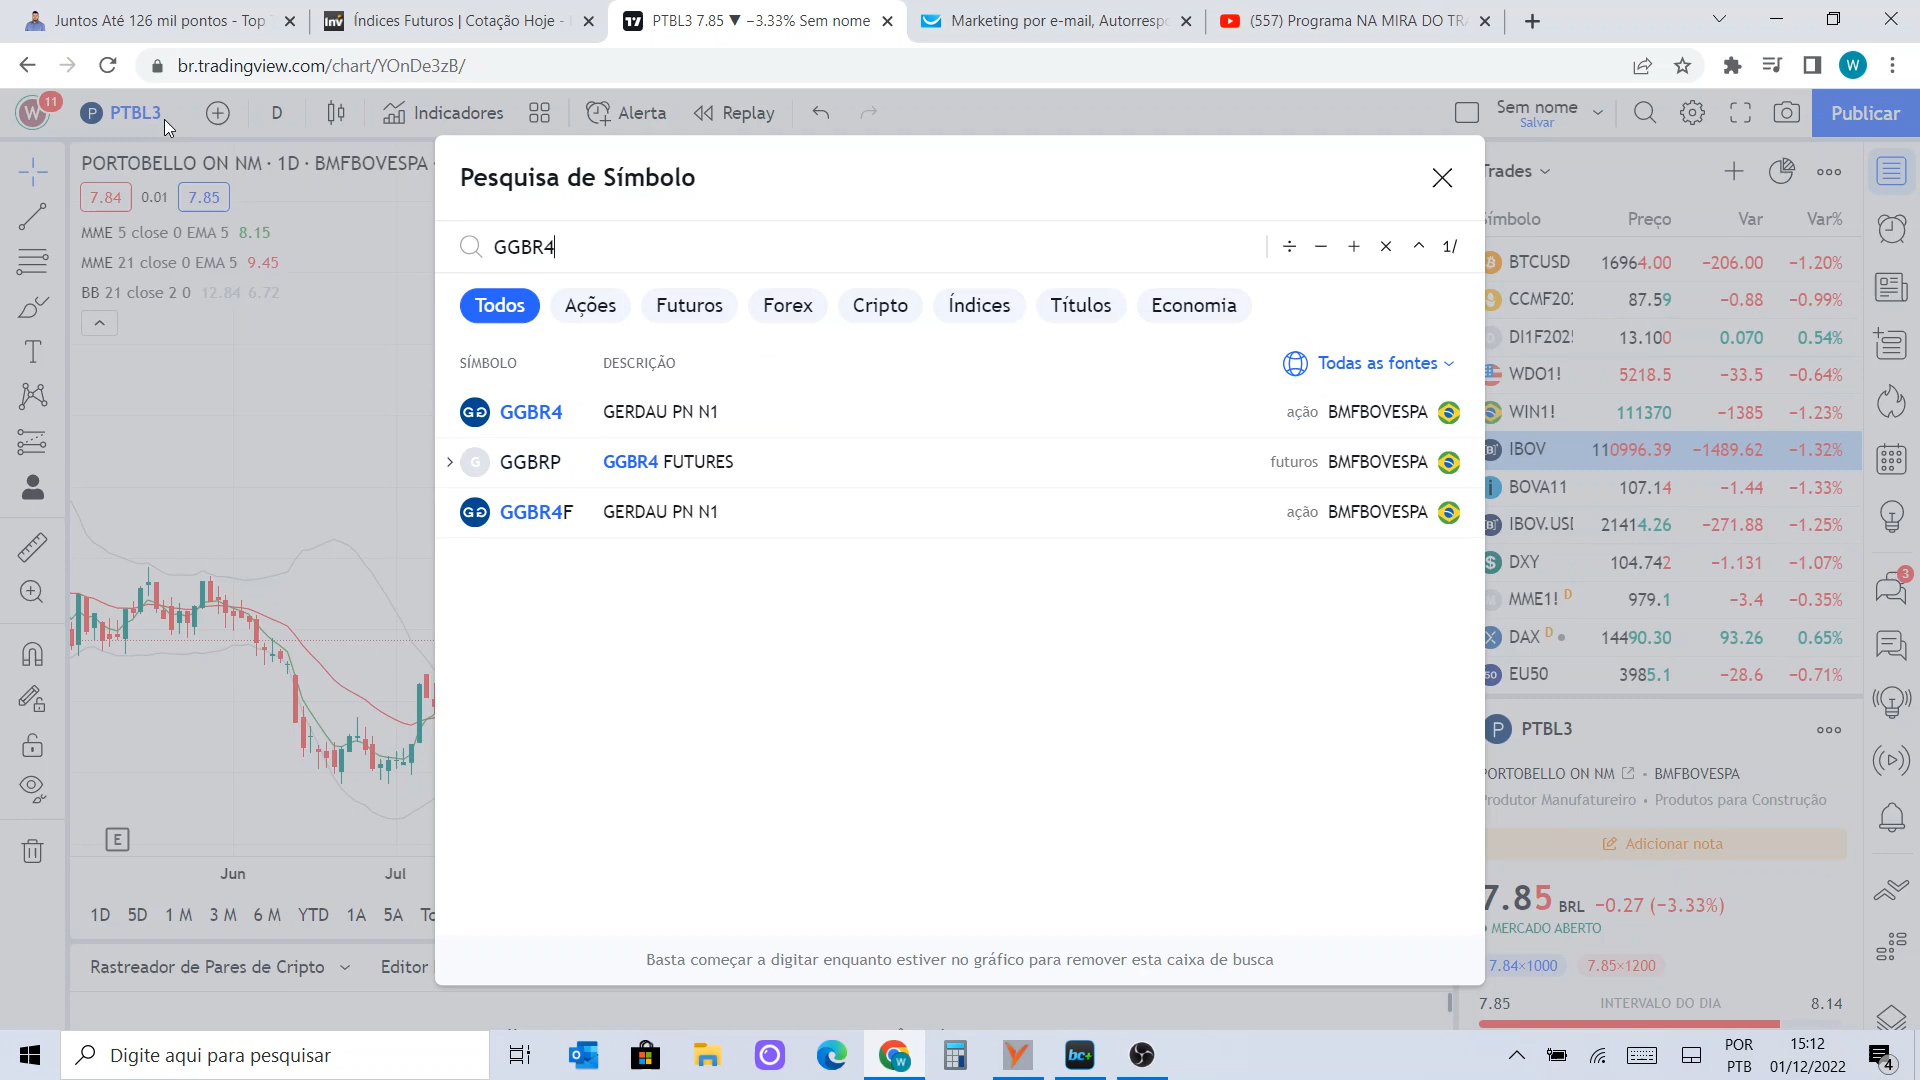 Juntos Até 126 mil pontos - Top
Índices Futuros | Cotação Hoje -
PTBL3 7.85 ▼ −3.33% Sem nome
Marketing por e-mail, Autorrespo
(557) Programa NA MIRA DO TR
br.tradingview.com/chart/YOnDe3zB/
W
W
11
P PTBL3
D
Indicadores
Alerta
Replay
Sem nome
Salvar
Publicar
PORTOBELLO ON NM · 1D · BMFBOVESPA
7.84 0.01 7.85
MME 5 close 0 EMA 5 8.15
MME 21 close 0 EMA 5 9.45
BB 21 close 2 0 12.84 6.72
E
Jun Jul
1D 5D 1M 3M 6M YTD 1A 5A
Rastreador de Pares de Cripto
Editor
Pesquisa de Símbolo
GGBR4
÷ − + × ^ 1/
Todos Ações Futuros Forex Cripto Índices Títulos Economia
SÍMBOLO DESCRIÇÃO Todas as fontes
GGBR4 GERDAU PN N1 ação BMFBOVESPA
G GGBRP GGBR4 FUTURES futuros BMFBOVESPA
GGBR4F GERDAU PN N1 ação BMFBOVESPA
Basta começar a digitar enquanto estiver no gráfico para remover esta caixa de busca
Trades
Símbolo Preço Var Var%
BTCUSD 16964.00 −206.00 −1.20%
CCMF20 87.59 −0.88 −0.99%
DI1F202 13.100 0.070 0.54%
WDO1! 5218.5 −33.5 −0.64%
WIN1! 111370 −1385 −1.23%
IBOV 110996.39 −1489.62 −1.32%
BOVA11 107.14 −1.44 −1.33%
IBOV.USD 21414.26 −271.88 −1.25%
DXY 104.742 −1.131 −1.07%
MME1! D 979.1 −3.4 −0.35%
DAX D 14490.30 93.26 0.65%
EU50 3985.1 −28.6 −0.71%
3
P PTBL3
PORTOBELLO ON NM • BMFBOVESPA
Produtor Manufatureiro • Produtos para Construção
Adicionar nota
7.85 BRL −0.27 (−3.33%)
MERCADO ABERTO
7.84×1000 7.85×1200
7.85 INTERVALO DO DIA 8.14
Digite aqui para pesquisar
bc+
POR
PTB
15:12
01/12/2022
4